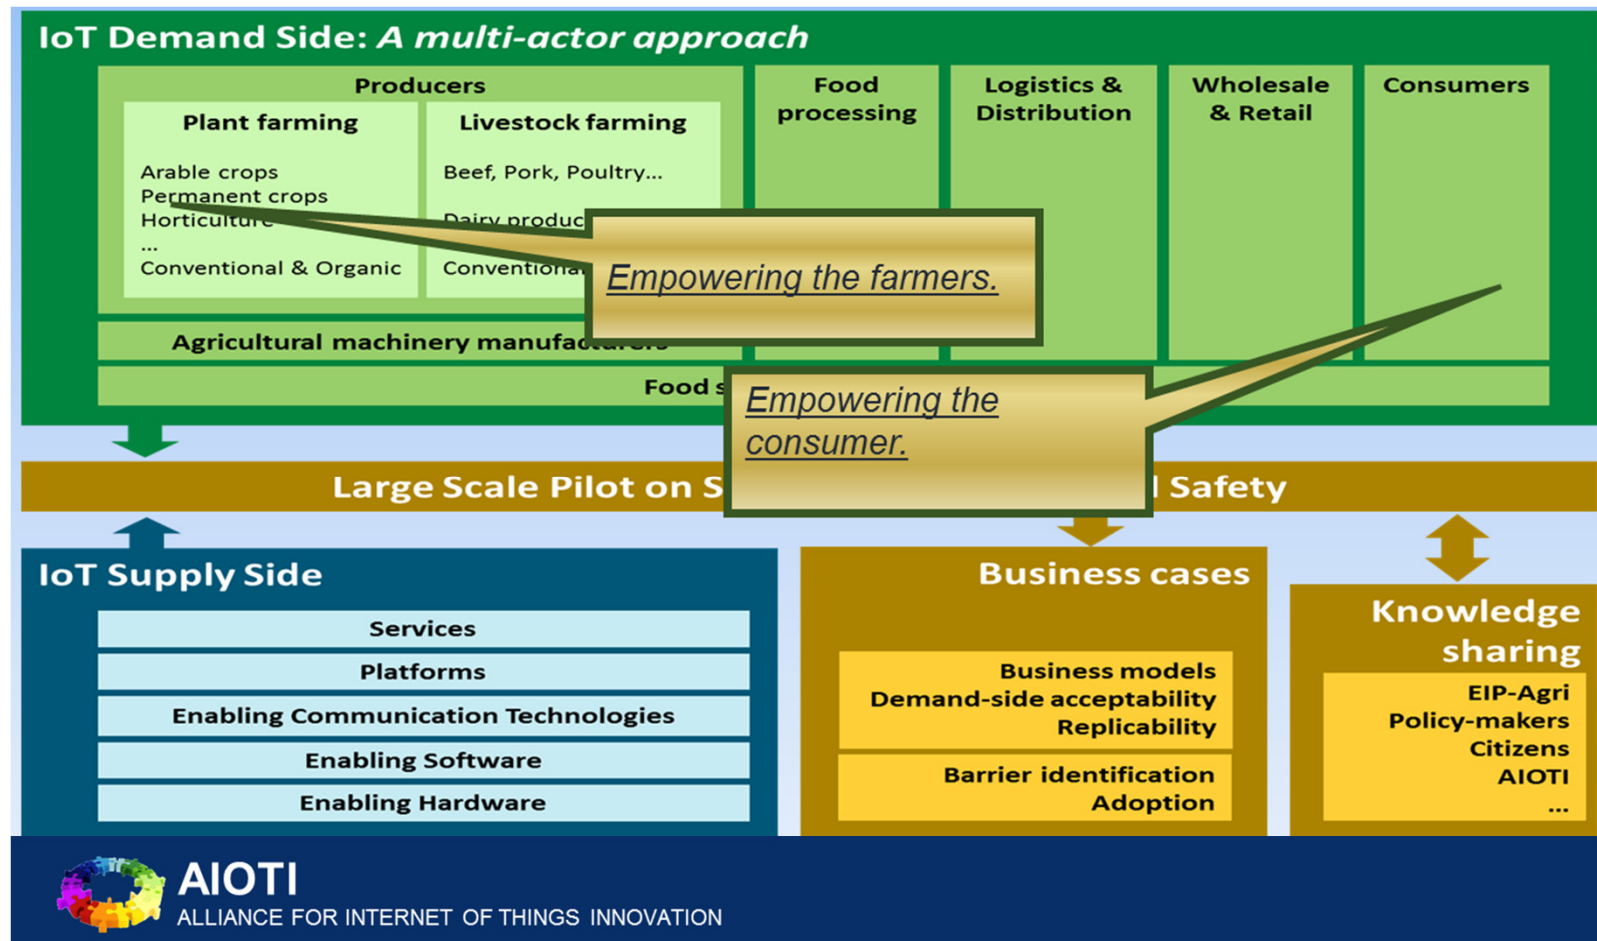 IoT Demand Side: A multi-actor approach
Producers
Plant farming
Arable crops
Permanent crops
Horticulture
...
Conventional & Organic
Livestock farming
Beef, Pork, Poultry...
Dairy
Conventional
Food
processing
Logistics &
Distribution
Wholesale
& Retail
Consumers
Agricultural machinery manufacturers
Food
Empowering the farmers.
Empowering the
consumer.
Large Scale Pilot on
Safety
IoT Supply Side
Services
Platforms
Enabling Communication Technologies
Enabling Software
Enabling Hardware
Business cases
Business models
Demand-side acceptability
Replicability
Barrier identification
Adoption
Knowledge
sharing
EIP-Agri
Policy-makers
Citizens
AIOTI
...
AIOTI
ALLIANCE FOR INTERNET OF THINGS INNOVATION